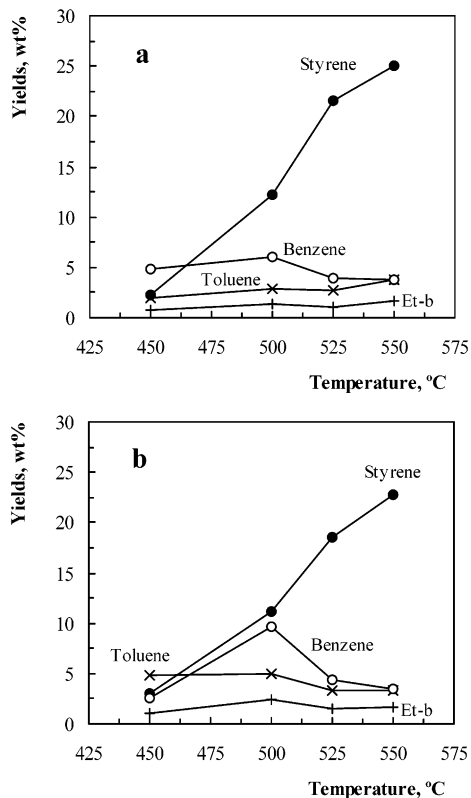 Yields, wt%
30
25
20
15
10
5
0
a
Styrene
Benzene
Toluene
Et-b
425 450 475 500 525 550 575
Temperature, ºC
Yields, wt%
30
25
20
15
10
5
0
b
Styrene
Toluene
Benzene
Et-b
425 450 475 500 525 550 575
Temperature, ºC